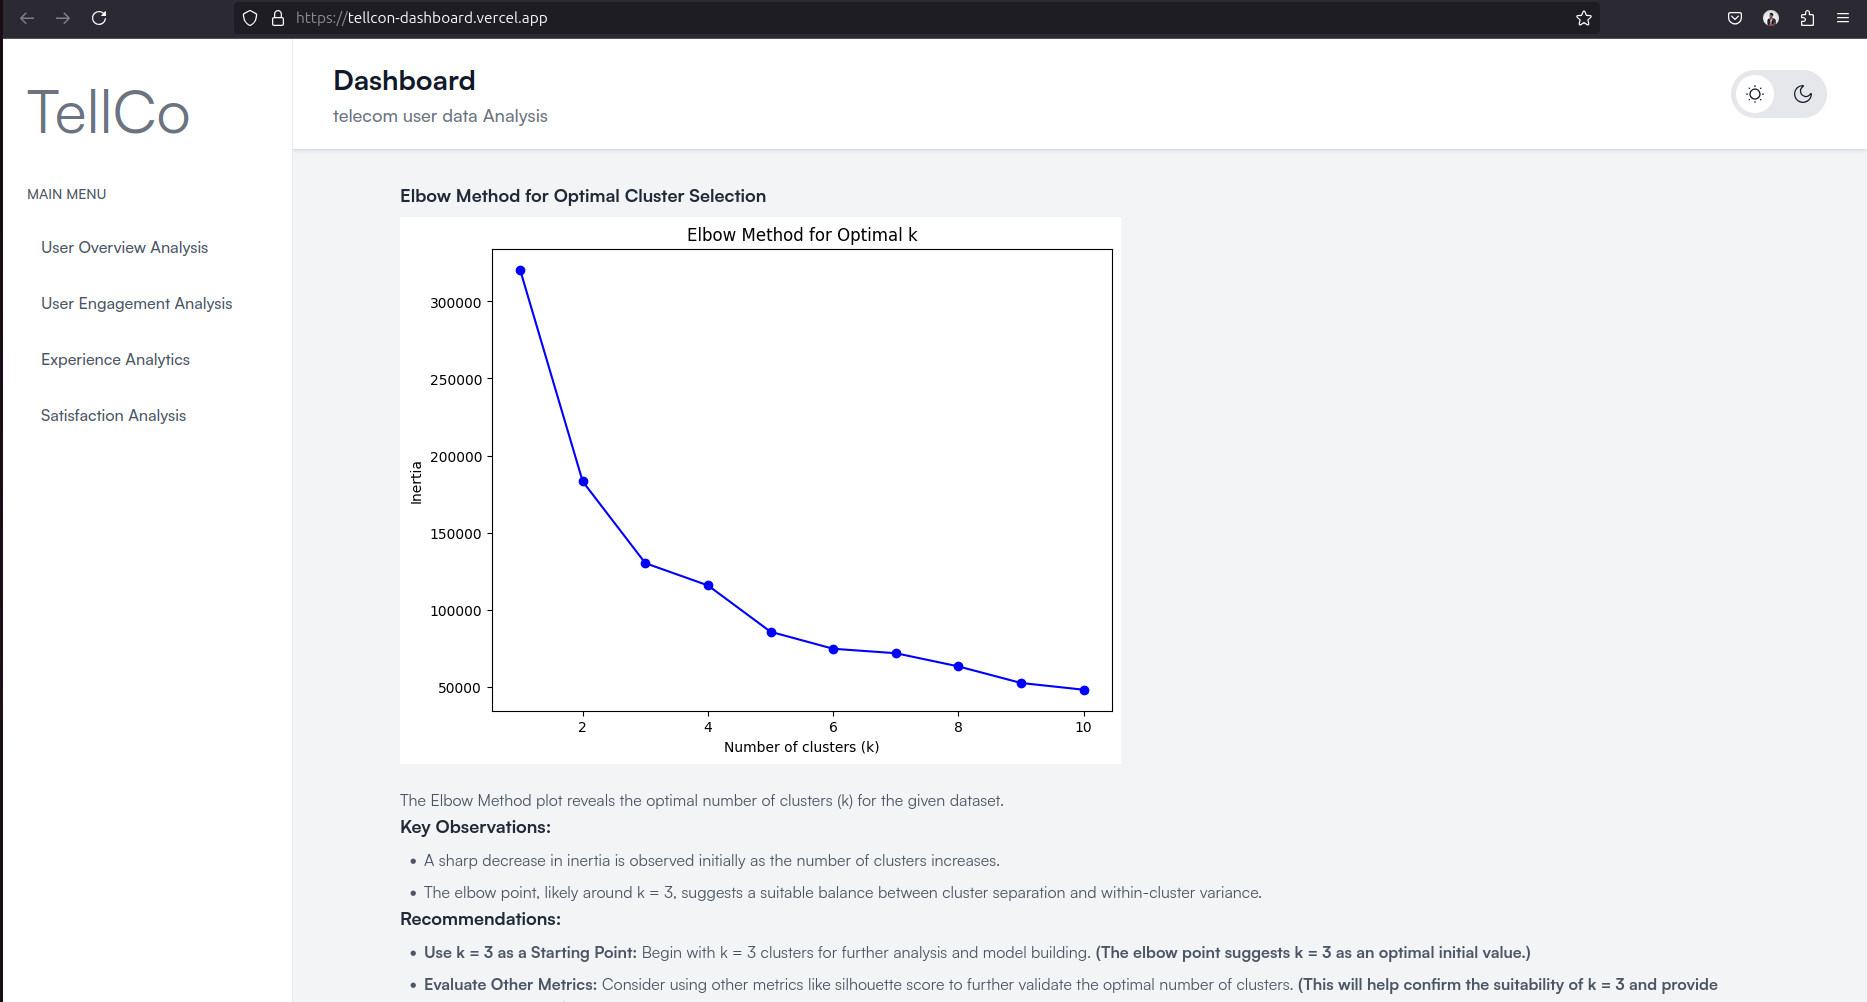 https://tellcon-dashboard.vercel.app
TellCo
MAIN MENU
User Overview Analysis
User Engagement Analysis
Experience Analytics
Satisfaction Analysis
Dashboard
telecom user data Analysis
Elbow Method for Optimal Cluster Selection
Elbow Method for Optimal k
300000
250000
200000
150000
100000
50000
Inertia
2 4 6 8 10
Number of clusters (k)
The Elbow Method plot reveals the optimal number of clusters (k) for the given dataset.
Key Observations:
• A sharp decrease in inertia is observed initially as the number of clusters increases.
• The elbow point, likely around k = 3, suggests a suitable balance between cluster separation and within-cluster variance.
Recommendations:
• Use k = 3 as a Starting Point: Begin with k = 3 clusters for further analysis and model building. (The elbow point suggests k = 3 as an optimal initial value.)
• Evaluate Other Metrics: Consider using other metrics like silhouette score to further validate the optimal number of clusters. (This will help confirm the suitability of k = 3 and provide